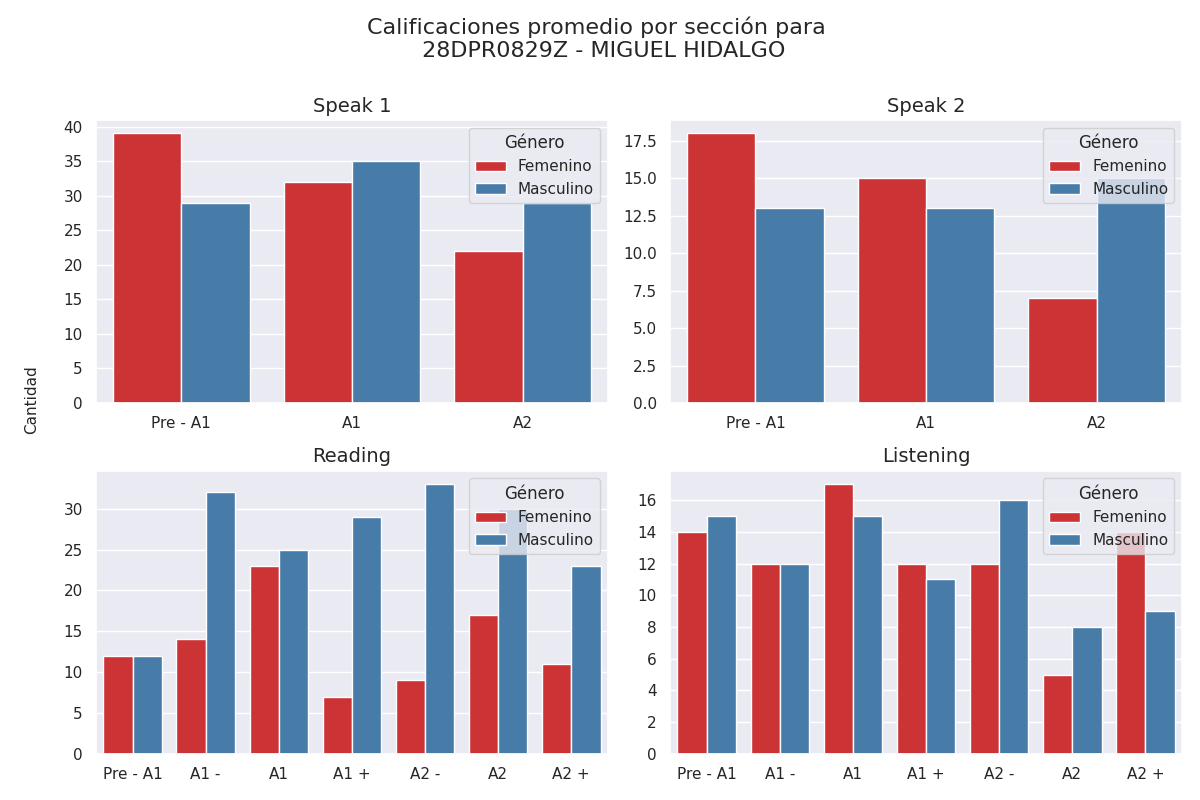 Calificaciones promedio por sección para
28DPR0829Z - MIGUEL HIDALGO
Cantidad
Speak 1
40
35
30
25
20
15
10
5
0
Género
Femenino
Masculino
Pre - A1 A1 A2
Speak 2
17.5
15.0
12.5
10.0
7.5
5.0
2.5
0.0
Género
Femenino
Masculino
Pre - A1 A1 A2
Reading
30
25
20
15
10
5
0
Género
Femenino
Masculino
Pre - A1 A1 - A1 A1 + A2 - A2 A2 +
Listening
16
14
12
10
8
6
4
2
0
Género
Femenino
Masculino
Pre - A1 A1 - A1 A1 + A2 - A2 A2 +